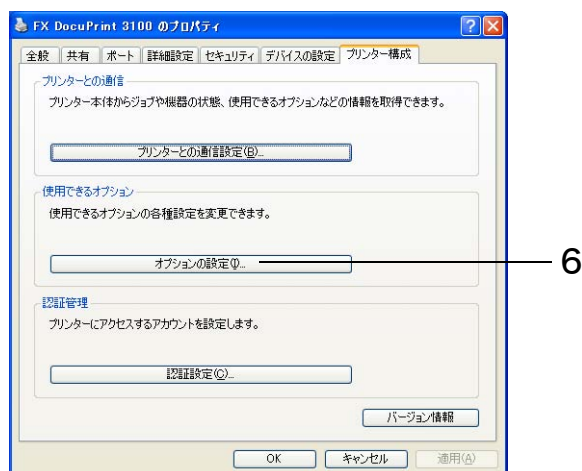 FX DocuPrint 3100 のプロパティ
全般 共有 ポート 詳細設定 セキュリティ デバイスの設定 プリンター構成
プリンターとの通信
プリンター本体からジョブや機器の状態、使用できるオプションなどの情報を取得できます。
プリンターとの通信設定(B)...
使用できるオプション
使用できるオプションの各種設定を変更できます。
オプションの設定(I)...
6
認証管理
プリンターにアクセスするアカウントを設定します。
認証設定(C)...
バージョン情報
OK キャンセル 適用(A)